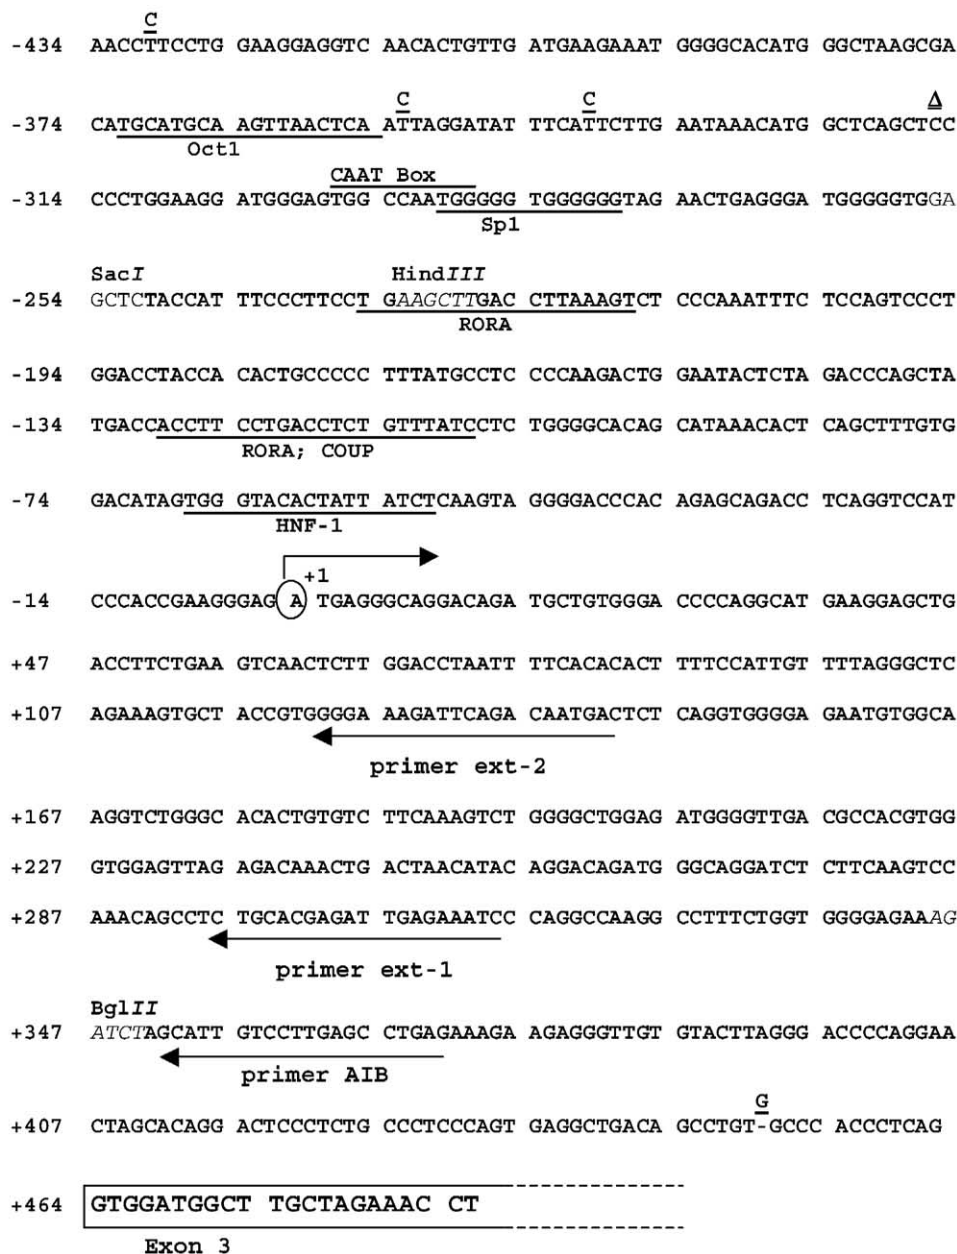 C
-434 AACCTTCCTG GAAGGAGGTC AACACTGTTG ATGAAGAAAT GGGGCACATG GGCTAAGCGA
C C Δ
-374 CATGCATGCA AGTTAACTCA ATTAGGATAT TTCATTCTTG AATAAACATG GCTCAGCTCC
Oct1
CAAT Box
-314 CCCTGGAAGG ATGGGAGTGG CCAATGGGGG TGGGGGGTAG AACTGAGGGA TGGGGGTGGA
Sp1
SacI HindIII
-254 GCTCTACCAT TTCCCTTCCT GAAGCTTGAC CTTAAAGTCT CCCAAATTTC TCCAGTCCCT
RORA
-194 GGACCTACCA CACTGCCCCC TTTATGCCTC CCCAAGACTG GAATACTCTA GACCCAGCTA
-134 TGACCACCTT CCTGACCTCT GTTTATCCTC TGGGGCACAG CATAAACACT CAGCTTTGTG
RORA; COUP
-74 GACATAGTGG GTACACTATT ATCTCAAGTA GGGGACCCAC AGAGCAGACC TCAGGTCCAT
HNF-1
+1
-14 CCCACCGAAGGGAG A TGAGGGCAGGACAGA TGCTGTGGGA CCCCAGGCAT GAAGGAGCTG
+47 ACCTTCTGAA GTCAACTCTT GGACCTAATT TTCACACACTT TTCCATTGT TTTAGGGCTC
+107 AGAAAGTGCT ACCGTGGGGA AAGATTCAGA CAATGACTCT CAGGTGGGGA GAATGTGGCA
primer ext-2
+167 AGGTCTGGGC ACACTGTGTC TTCAAAGTCT GGGGCTGGAG ATGGGGTTGA CGCCACGTGG
+227 GTGGAGTTAG AGACAAACTG ACTAACATAC AGGACAGATG GGCAGGATCT CTTCAAGTCC
+287 AAACAGCCTC TGCACGAGAT TGAGAAATCC CAGGCCAAGG CCTTTCTGGT GGGGAGAAAG
primer ext-1
BglII
+347 ATCTAGCATT GTCCTTGAGC CTGAGAAAGA AGAGGGTTGT GTACTTAGGG ACCCCAGGAA
primer AIB
G
+407 CTAGCACAGG ACTCCCTCTG CCCTCCCAGT GAGGCTGACA GCCTGT-GCCC ACCCTCAG
+464 GTGGATGGCT TGCTAGAAAC CT
Exon 3